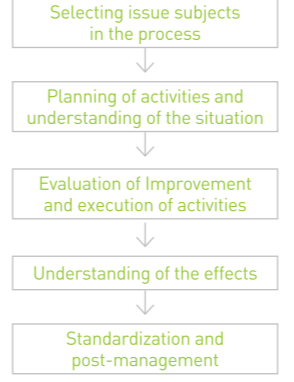 Selecting issue subjects
in the process
Planning of activities and
understanding of the situation
Evaluation of Improvement
and execution of activities
Understanding of the effects
Standardization and
post-management